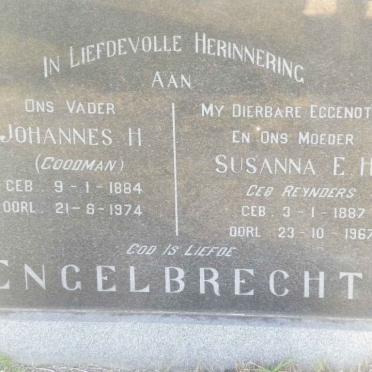 IN LIEFDEVOLLE HERINNERING
AAN
ONS VADER
JOHANNES H
(GOODMAN)
GEB. 9-1-1884
OORL. 21-6-1974
MY DIERBARE EGGENOT
EN ONS MOEDER
SUSANNA E. H
GEB REYNDERS
GEB. 3-1-1887
OORL. 23-10-1967
GOD IS LIEFDE
ENGELBRECHT